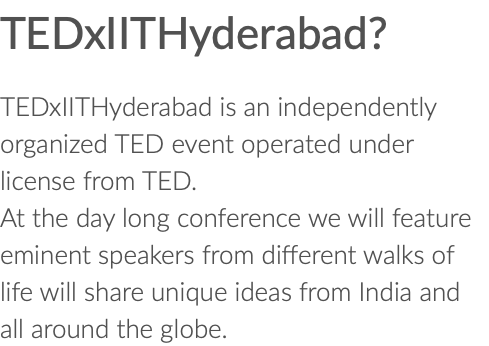 TEDxIITHyderabad?
TEDxIITHyderabad is an independently
organized TED event operated under
license from TED.
At the day long conference we will feature
eminent speakers from different walks of
life will share unique ideas from India and
all around the globe.